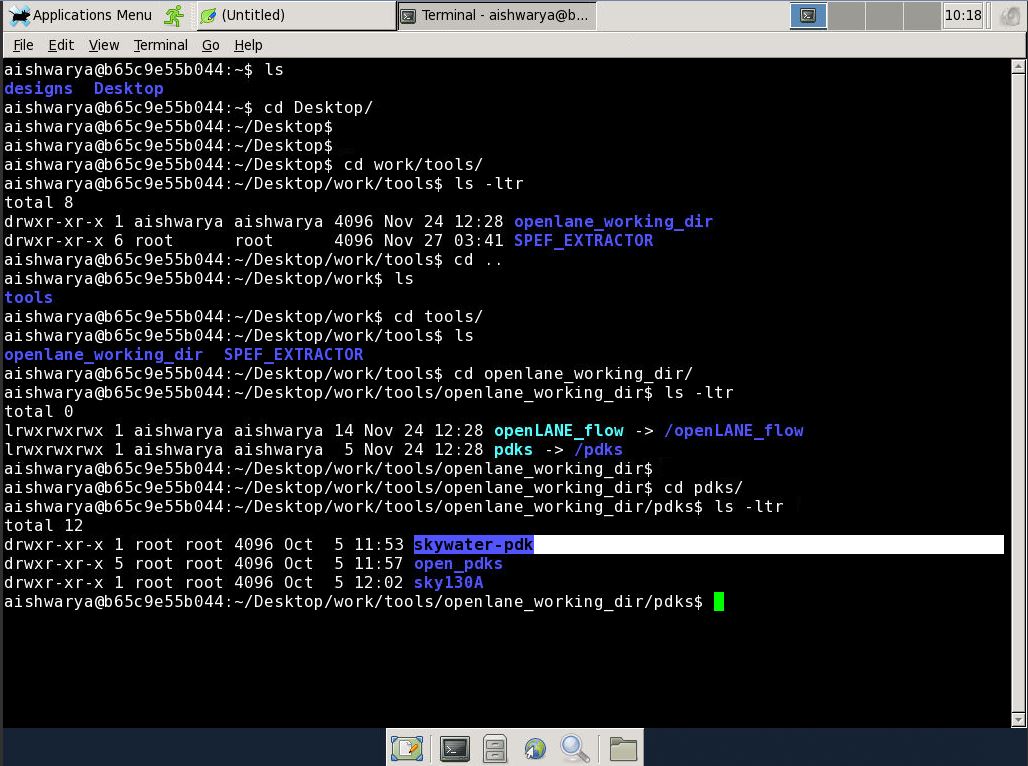 Applications Menu (Untitled) Terminal - aishwarya@b... 10:18
File Edit View Terminal Go Help
aishwarya@b65c9e55b044:~$ ls
designs  Desktop
aishwarya@b65c9e55b044:~$ cd Desktop/
aishwarya@b65c9e55b044:~/Desktop$
aishwarya@b65c9e55b044:~/Desktop$
aishwarya@b65c9e55b044:~/Desktop$ cd work/tools/
aishwarya@b65c9e55b044:~/Desktop/work/tools$ ls -ltr
total 8
drwxr-xr-x 1 aishwarya aishwarya 4096 Nov 24 12:28 openlane_working_dir
drwxr-xr-x 6 root      root      4096 Nov 27 03:41 SPEF_EXTRACTOR
aishwarya@b65c9e55b044:~/Desktop/work/tools$ cd ..
aishwarya@b65c9e55b044:~/Desktop/work$ ls
tools
aishwarya@b65c9e55b044:~/Desktop/work$ cd tools/
aishwarya@b65c9e55b044:~/Desktop/work/tools$ ls
openlane_working_dir  SPEF_EXTRACTOR
aishwarya@b65c9e55b044:~/Desktop/work/tools$ cd openlane_working_dir/
aishwarya@b65c9e55b044:~/Desktop/work/tools/openlane_working_dir$ ls -ltr
total 0
lrwxrwxrwx 1 aishwarya aishwarya 14 Nov 24 12:28 openLANE_flow -> /openLANE_flow
lrwxrwxrwx 1 aishwarya aishwarya  5 Nov 24 12:28 pdks -> /pdks
aishwarya@b65c9e55b044:~/Desktop/work/tools/openlane_working_dir$
aishwarya@b65c9e55b044:~/Desktop/work/tools/openlane_working_dir$ cd pdks/
aishwarya@b65c9e55b044:~/Desktop/work/tools/openlane_working_dir/pdks$ ls -ltr
total 12
drwxr-xr-x 1 root root 4096 Oct  5 11:53 skywater-pdk
drwxr-xr-x 5 root root 4096 Oct  5 11:57 open_pdks
drwxr-xr-x 1 root root 4096 Oct  5 12:02 sky130A
aishwarya@b65c9e55b044:~/Desktop/work/tools/openlane_working_dir/pdks$